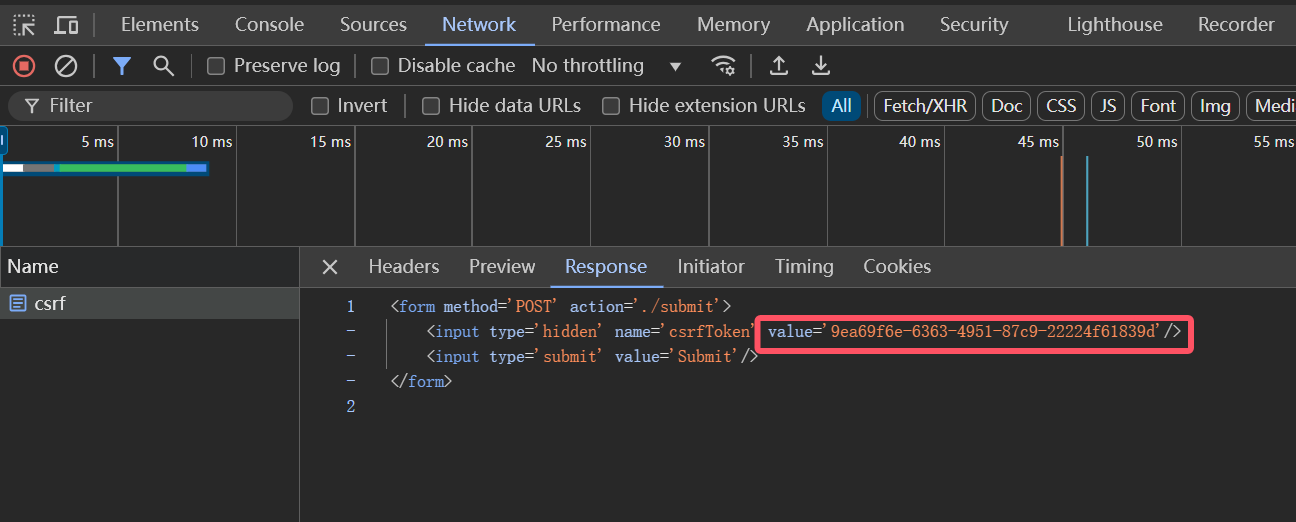 Elements Console Sources Network Performance Memory Application Security Lighthouse Recorder
Preserve log Disable cache No throttling
Filter Invert Hide data URLs Hide extension URLs All Fetch/XHR Doc CSS JS Font Img Medi
5 ms 10 ms 15 ms 20 ms 25 ms 30 ms 35 ms 40 ms 45 ms 50 ms 55 ms
Name Headers Preview Response Initiator Timing Cookies
csrf
1 <form method='POST' action='./submit'>
- <input type='hidden' name='csrfToken' value='9ea69f6e-6363-4951-87c9-22224f61839d'/>
- <input type='submit' value='Submit'/>
- </form>
2